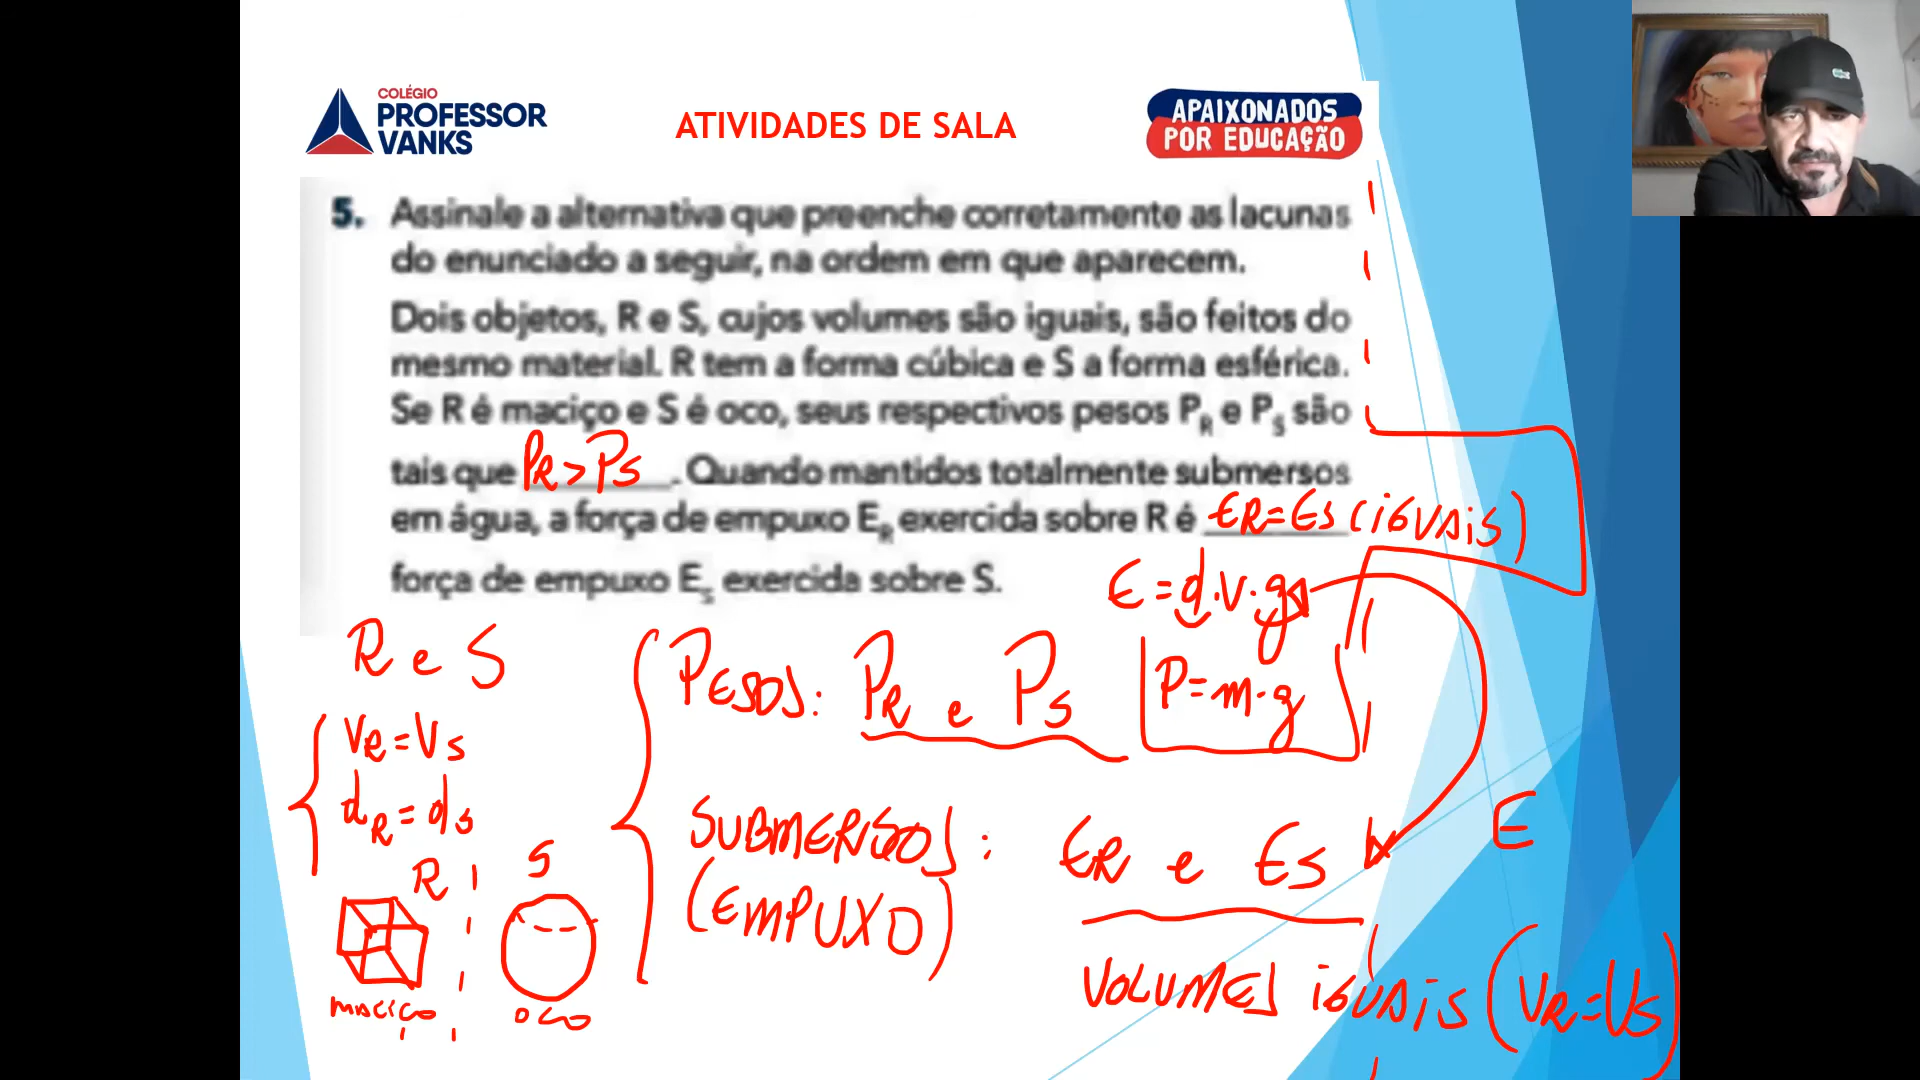 COLÉGIO
PROFESSOR
VANKS
ATIVIDADES DE SALA
APAIXONADOS
POR EDUCAÇÃO
5. Assinale a alternativa que preenche corretamente as lacunas
do enunciado a seguir, na ordem em que aparecem.
Dois objetos, R e S, cujos volumes são iguais, são feitos do
mesmo material. R tem a forma cúbica e S a forma esférica.
Se R é maciço e S é oco, seus respectivos pesos P_R e P_S são
tais que PR > PS. Quando mantidos totalmente submersos
em água, a força de empuxo E_R exercida sobre R é ER = ES (iGUAiS)
força de empuxo E_S exercida sobre S.
E = d.v.g
R e S
PESOS: PR e PS
P = m.g
VR = VS
dR = dS
SUBMERSOS: ER e ES
(EMPUXO)
E
R
S
MACIÇO
OCO
VOLUMES iGUAiS (VR = VS)